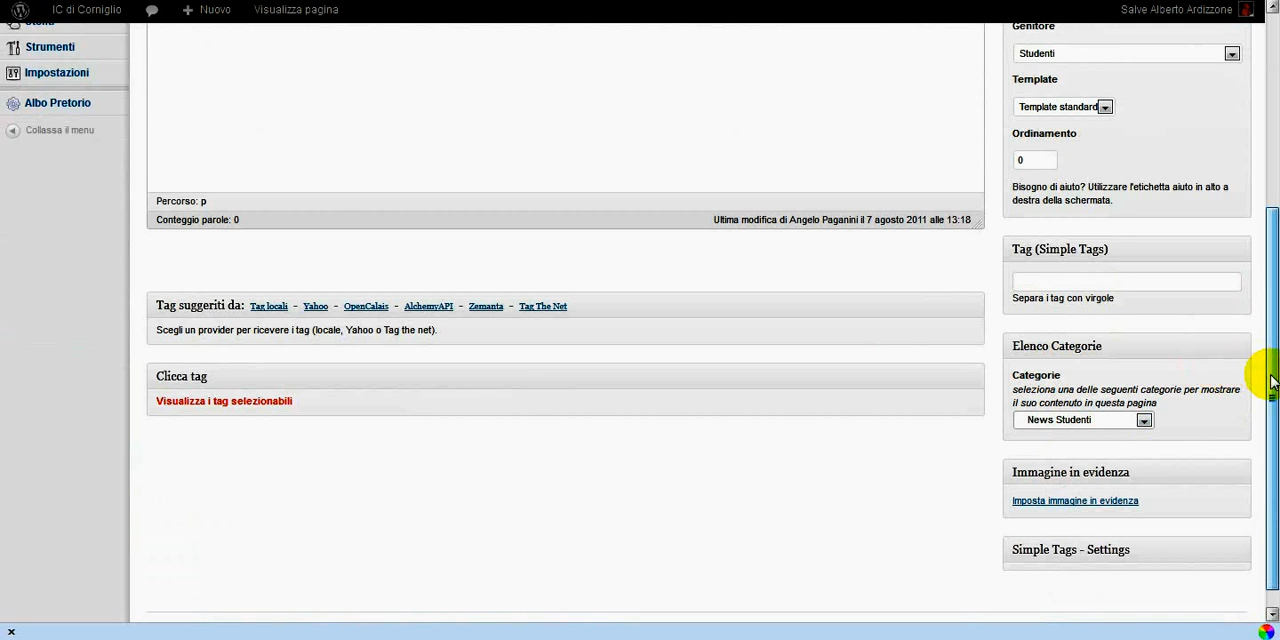 IC di Corniglio
Nuovo
Visualizza pagina
Salve Alberto Ardizzone
Strumenti
Impostazioni
Albo Pretorio
Collassa il menu
Percorso: p
Conteggio parole: 0
Ultima modifica di Angelo Paganini il 7 agosto 2011 alle 13:18
Tag suggeriti da: Tag locali - Yahoo - OpenCalais - AlchemyAPI - Zemanta - Tag The Net
Scegli un provider per ricevere i tag (locale, Yahoo o Tag the net).
Clicca tag
Visualizza i tag selezionabili
Genitore
Studenti
Template
Template standard
Ordinamento
0
Bisogno di aiuto? Utilizzare l'etichetta aiuto in alto a
destra della schermata.
Tag (Simple Tags)
Separa i tag con virgole
Elenco Categorie
Categorie
seleziona una delle seguenti categorie per mostrare
il suo contenuto in questa pagina
News Studenti
Immagine in evidenza
Imposta immagine in evidenza
Simple Tags - Settings